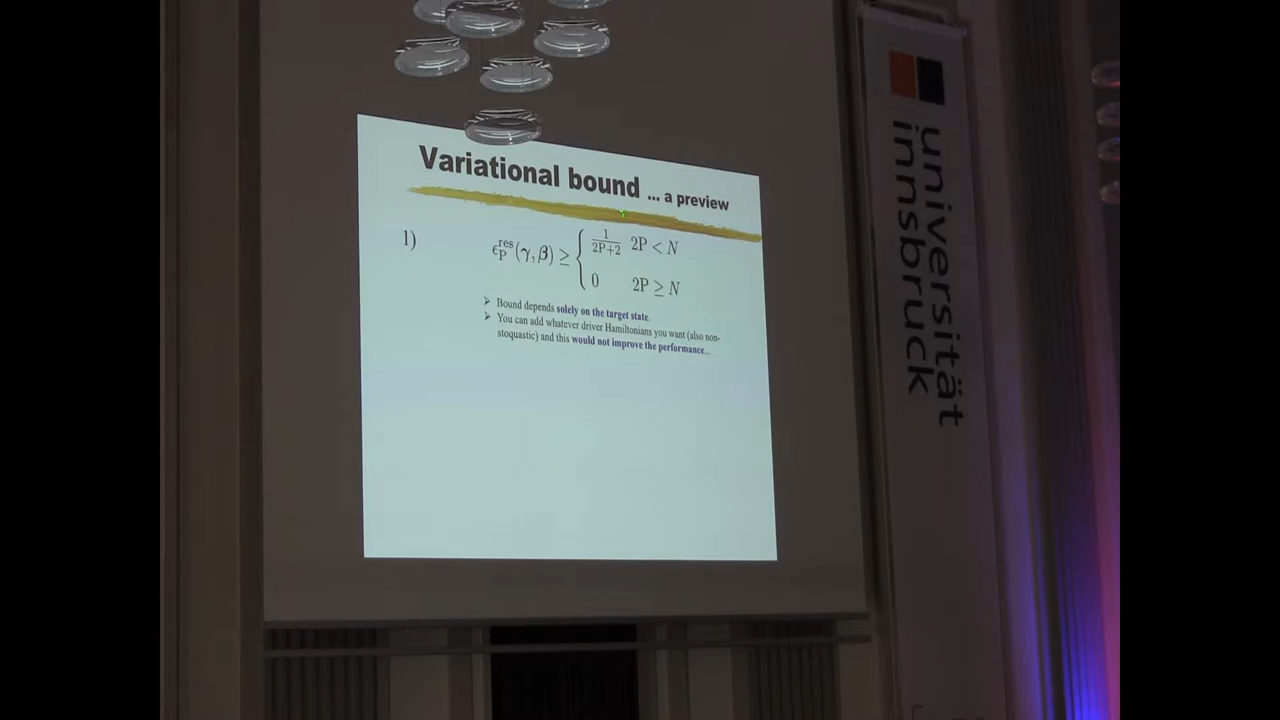 Variational bound ... a preview
1)
ϵ_P^res(γ, β) ≥ { 1/(2P+2) 2P < N
0 2P ≥ N
➢ Bound depends solely on the target state.
➢ You can add whatever driver Hamiltonians you want (also non-
stoquastic) and this would not improve the performance...
universität
innsbruck